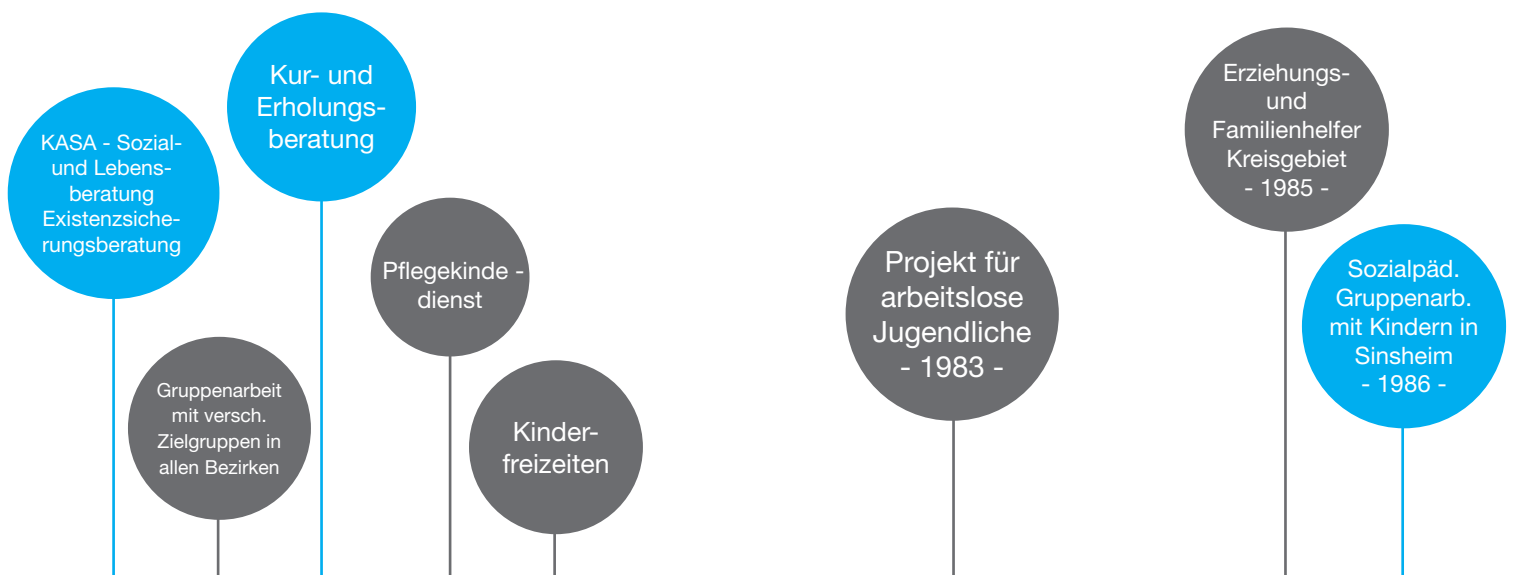 KASA - Sozial-
und Lebens-
beratung
Existenzsiche-
rungsberatung
Kur- und
Erholungs-
beratung
Gruppenarbeit
mit versch.
Zielgruppen in
allen Bezirken
Pflegekinde -
dienst
Kinder-
freizeiten
Projekt für
arbeitslose
Jugendliche
- 1983 -
Erziehungs-
und
Familienhelfer
Kreisgebiet
- 1985 -
Sozialpäd.
Gruppenarb.
mit Kindern in
Sinsheim
- 1986 -